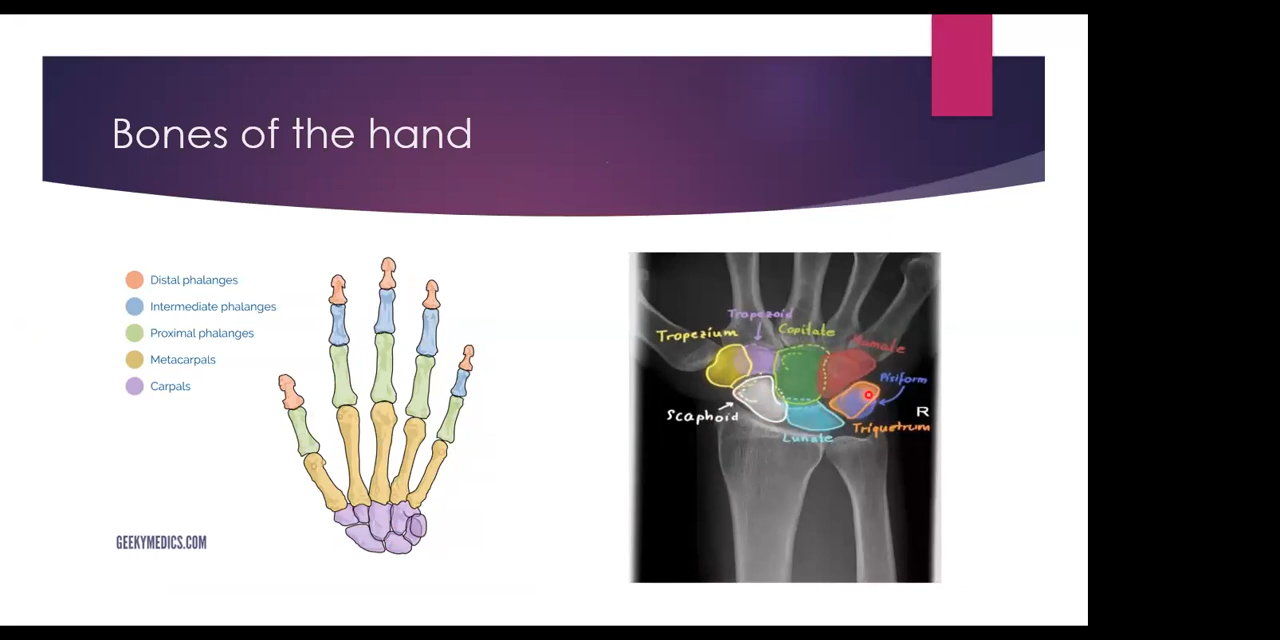 Bones of the hand
Distal phalanges
Intermediate phalanges
Proximal phalanges
Metacarpals
Carpals
GEEKYMEDICS.COM
Trapezoid
Trapezium
Capitate
Hamate
Pisiform
R
Scaphoid
Triquetrum
Lunate